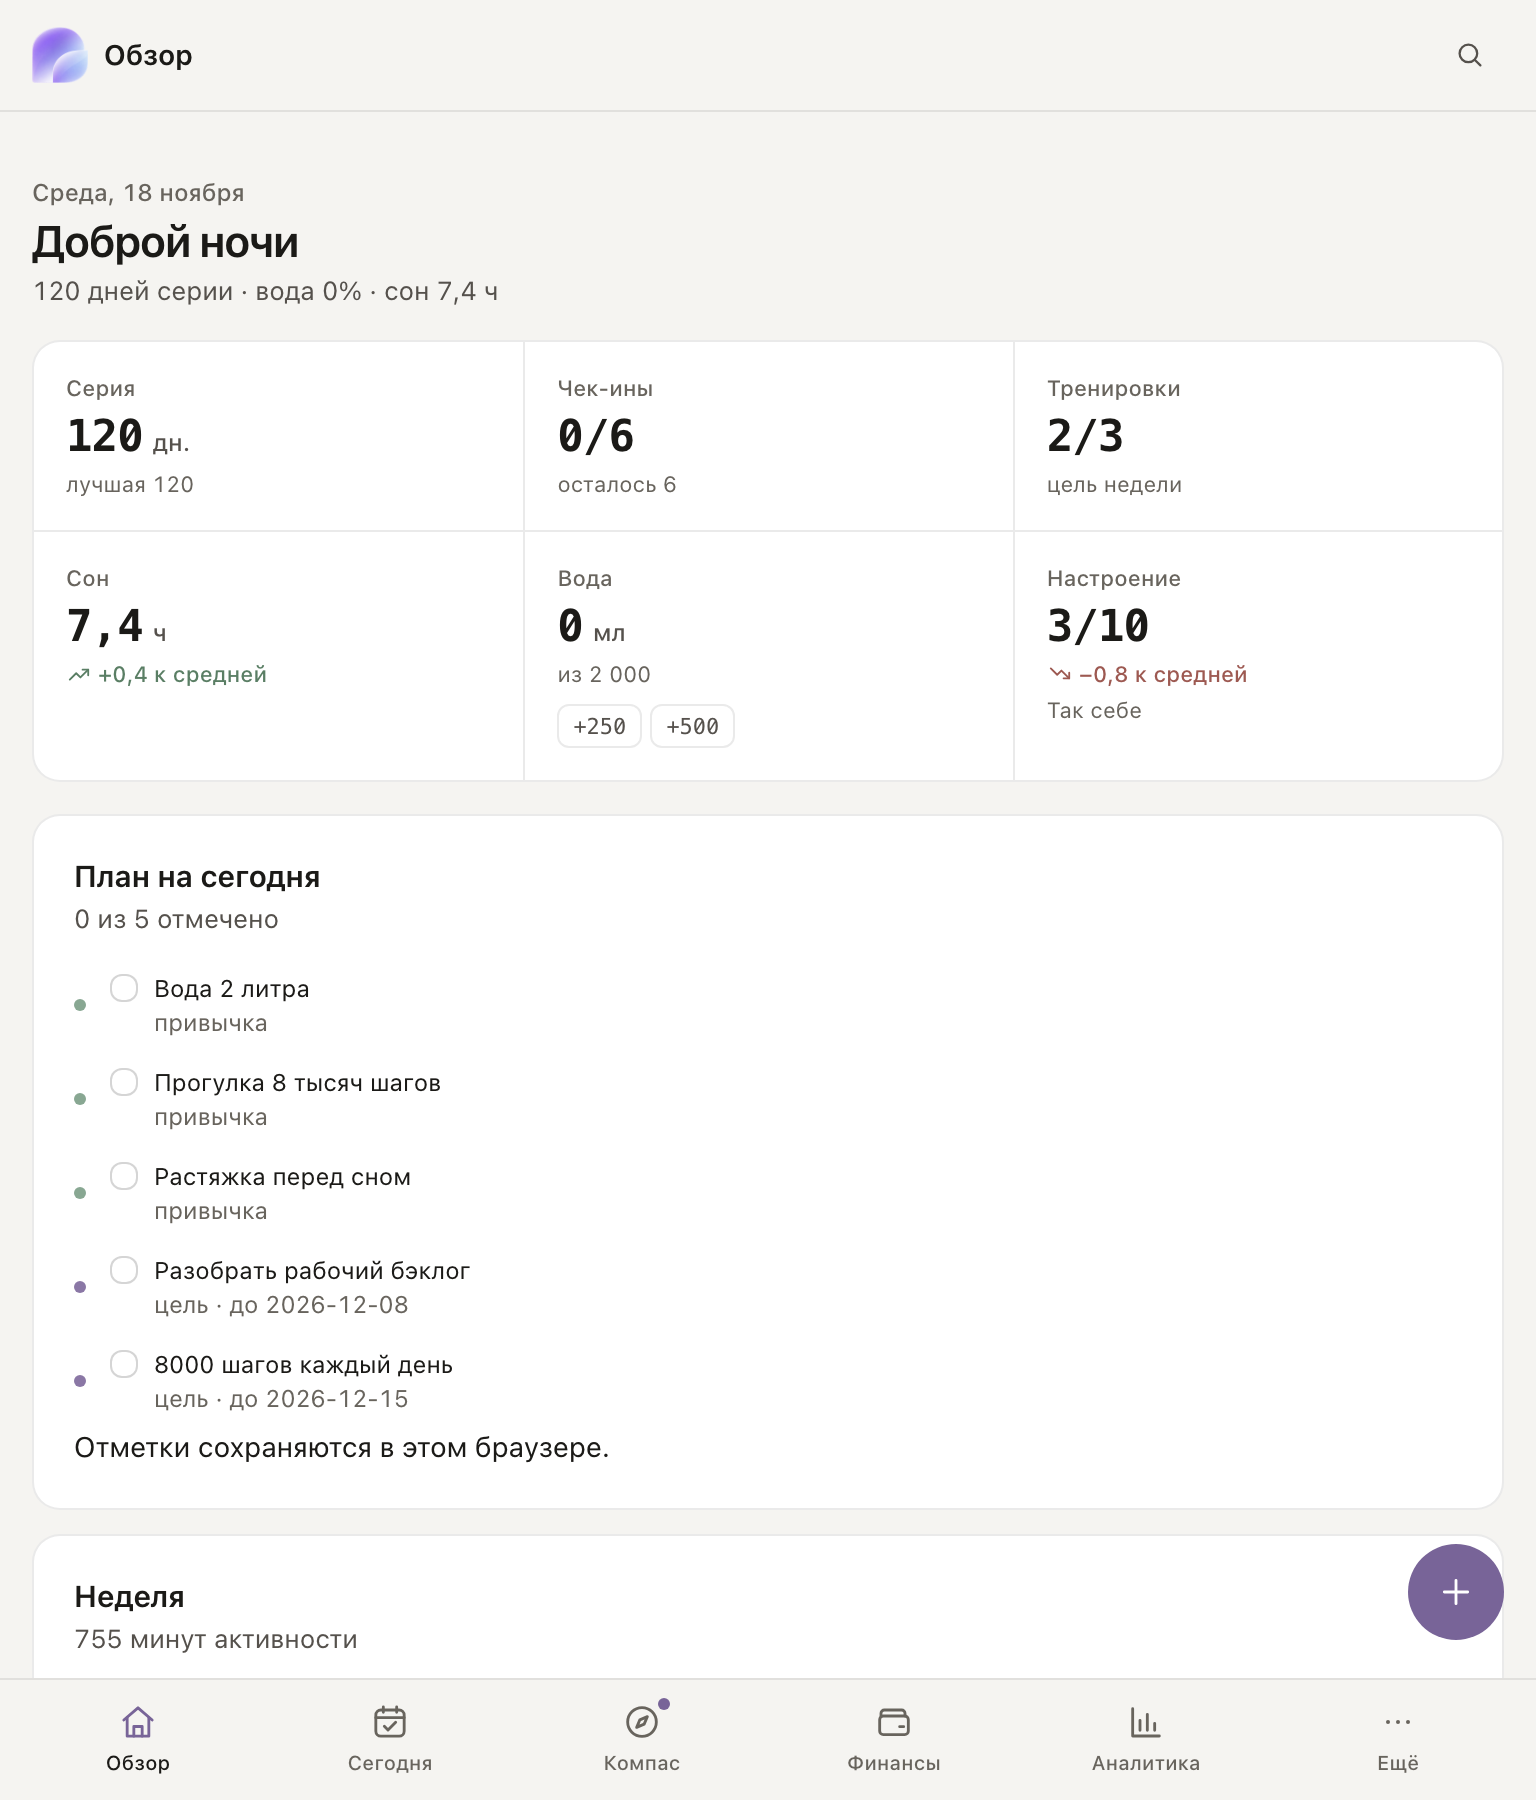 Обзор
Среда, 18 ноября
Доброй ночи
120 дней серии · вода 0% · сон 7,4 ч
Серия
120 дн.
лучшая 120
Чек-ины
0/6
осталось 6
Тренировки
2/3
цель недели
Сон
7,4 ч
+0,4 к средней
Вода
0 мл
из 2 000
+250 +500
Настроение
3/10
−0,8 к средней
Так себе
План на сегодня
0 из 5 отмечено
Вода 2 литра
привычка
Прогулка 8 тысяч шагов
привычка
Растяжка перед сном
привычка
Разобрать рабочий бэклог
цель · до 2026-12-08
8000 шагов каждый день
цель · до 2026-12-15
Отметки сохраняются в этом браузере.
Неделя
755 минут активности
Обзор
Сегодня
Компас
Финансы
Аналитика
Ещё